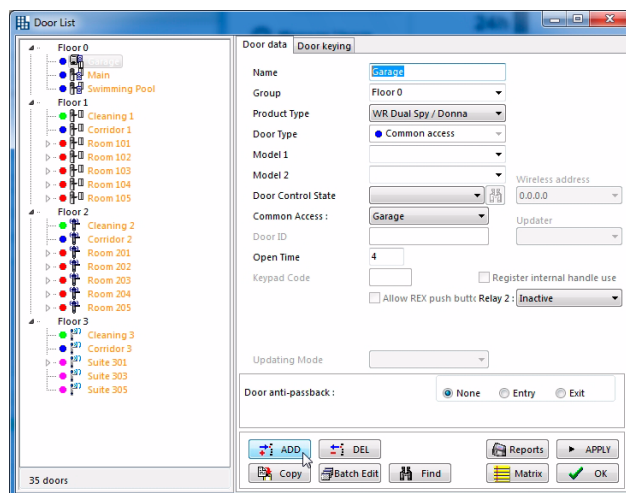 Door List
24h
Floor 0
Garage
Main
Swimming Pool
Floor 1
Cleaning 1
Corridor 1
Room 101
Room 102
Room 103
Room 104
Room 105
Floor 2
Cleaning 2
Corridor 2
Room 201
Room 202
Room 203
Room 204
Room 205
Floor 3
Cleaning 3
Corridor 3
Suite 301
Suite 303
Suite 305
35 doors
Door data Door keying
Name Garage
Group Floor 0
Product Type WR Dual Spy / Donna
Door Type Common access
Model 1
Model 2
Wireless address
Door Control State 0.0.0.0
Common Access : Garage
Updater
Door ID
Open Time 4
Keypad Code Register internal handle use
Allow REX push butto Relay 2 : Inactive
Updating Mode
Door anti-passback : None Entry Exit
ADD DEL Reports APPLY
Copy Batch Edit Find Matrix OK